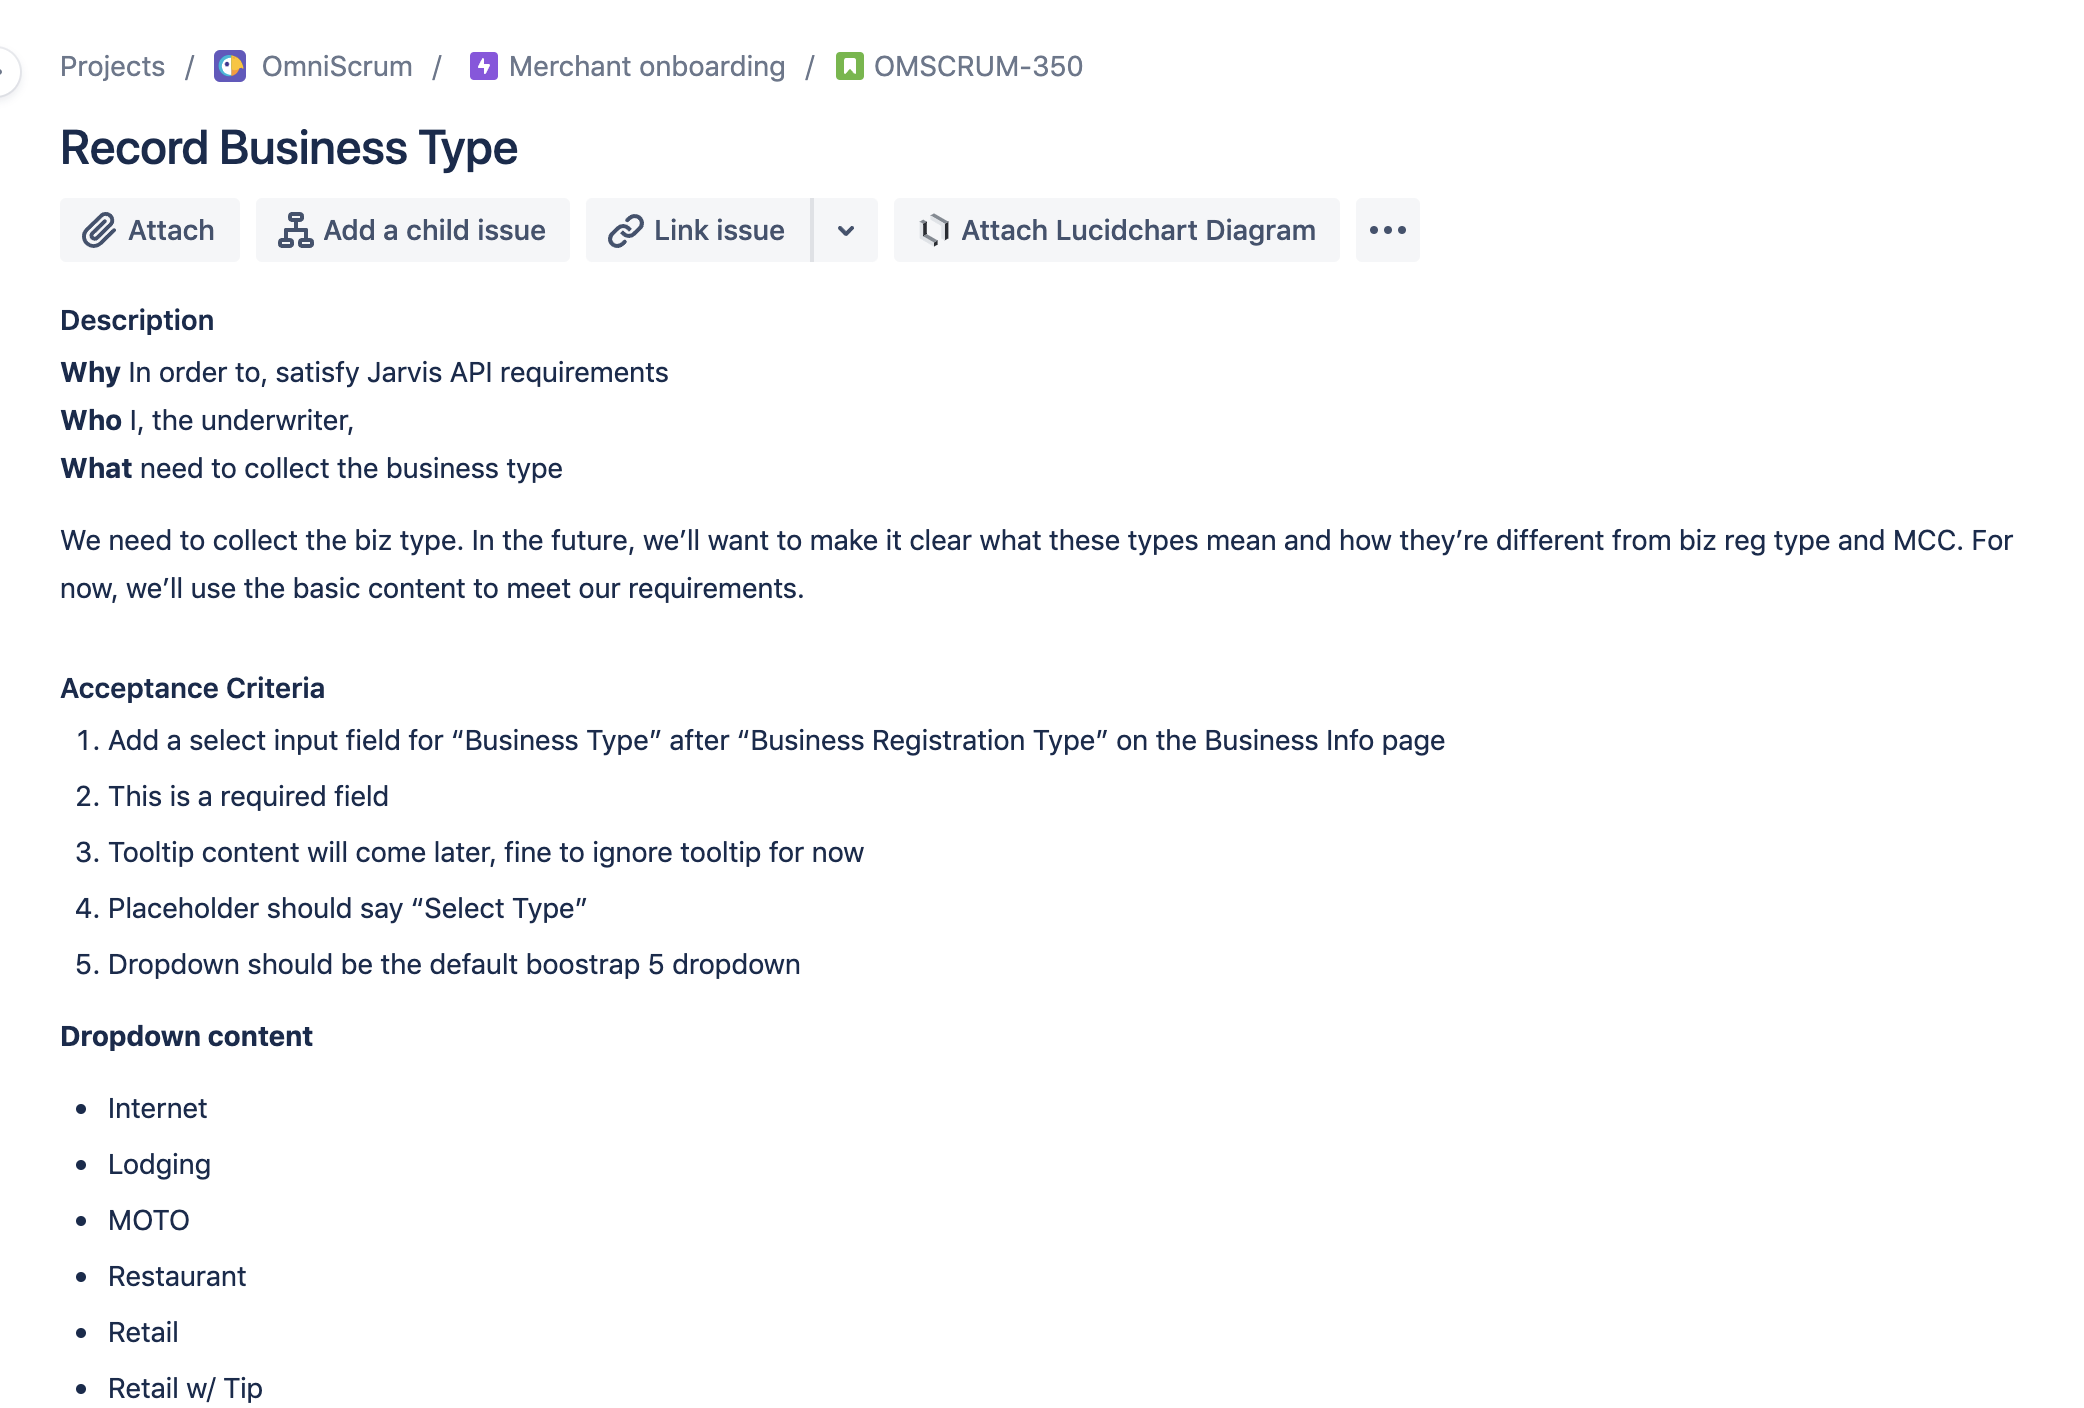 Projects / OmniScrum / Merchant onboarding / OMSCRUM-350
Record Business Type
Attach Add a child issue Link issue Attach Lucidchart Diagram
Description
Why In order to, satisfy Jarvis API requirements
Who I, the underwriter,
What need to collect the business type
We need to collect the biz type. In the future, we’ll want to make it clear what these types mean and how they’re different from biz reg type and MCC. For
now, we’ll use the basic content to meet our requirements.
Acceptance Criteria
1. Add a select input field for “Business Type” after “Business Registration Type” on the Business Info page
2. This is a required field
3. Tooltip content will come later, fine to ignore tooltip for now
4. Placeholder should say “Select Type”
5. Dropdown should be the default boostrap 5 dropdown
Dropdown content
• Internet
• Lodging
• MOTO
• Restaurant
• Retail
• Retail w/ Tip